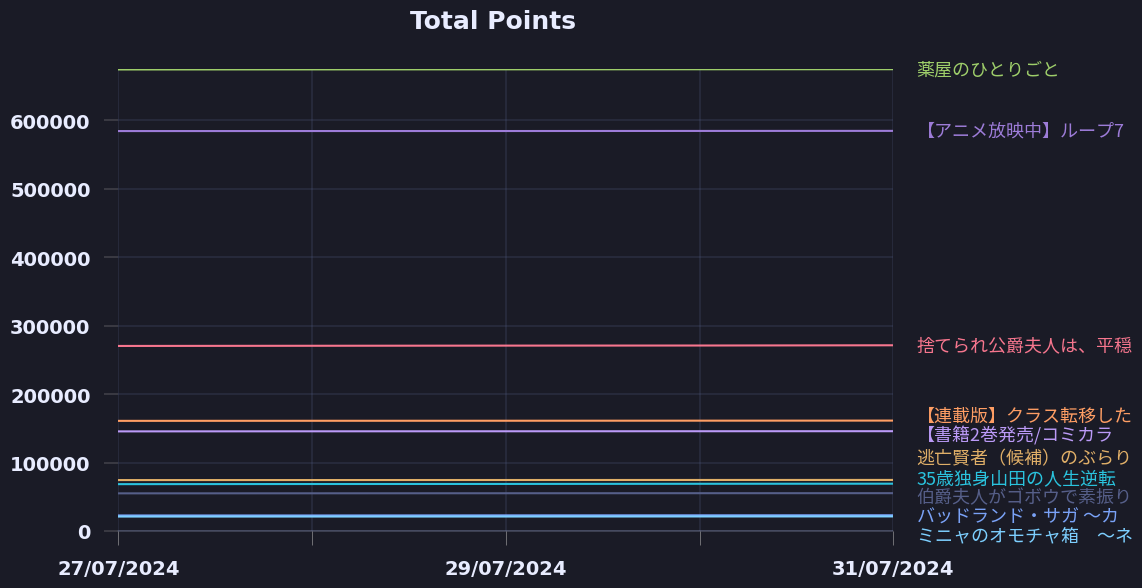 Total Points
薬屋のひとりごと
600000
【アニメ放映中】ループ7
500000
400000
300000
捨てられ公爵夫人は、平穏
200000
【連載版】クラス転移した
【書籍2巻発売/コミカラ
100000
逃亡賢者（候補）のぶらり
35歳独身山田の人生逆転
伯爵夫人がゴボウで素振り
バッドランド・サガ ～カ
0
ミニャのオモチャ箱　～ネ
27/07/2024
29/07/2024
31/07/2024